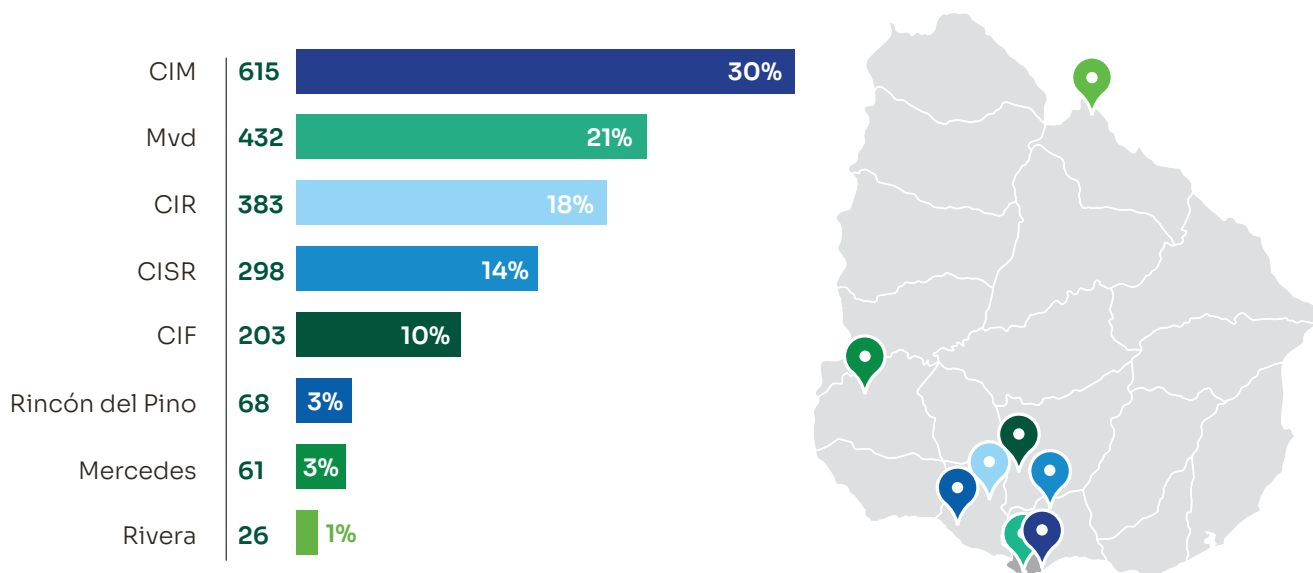 CIM 615 30%
Mvd 432 21%
CIR 383 18%
CISR 298 14%
CIF 203 10%
Rincón del Pino 68 3%
Mercedes 61 3%
Rivera 26 1%